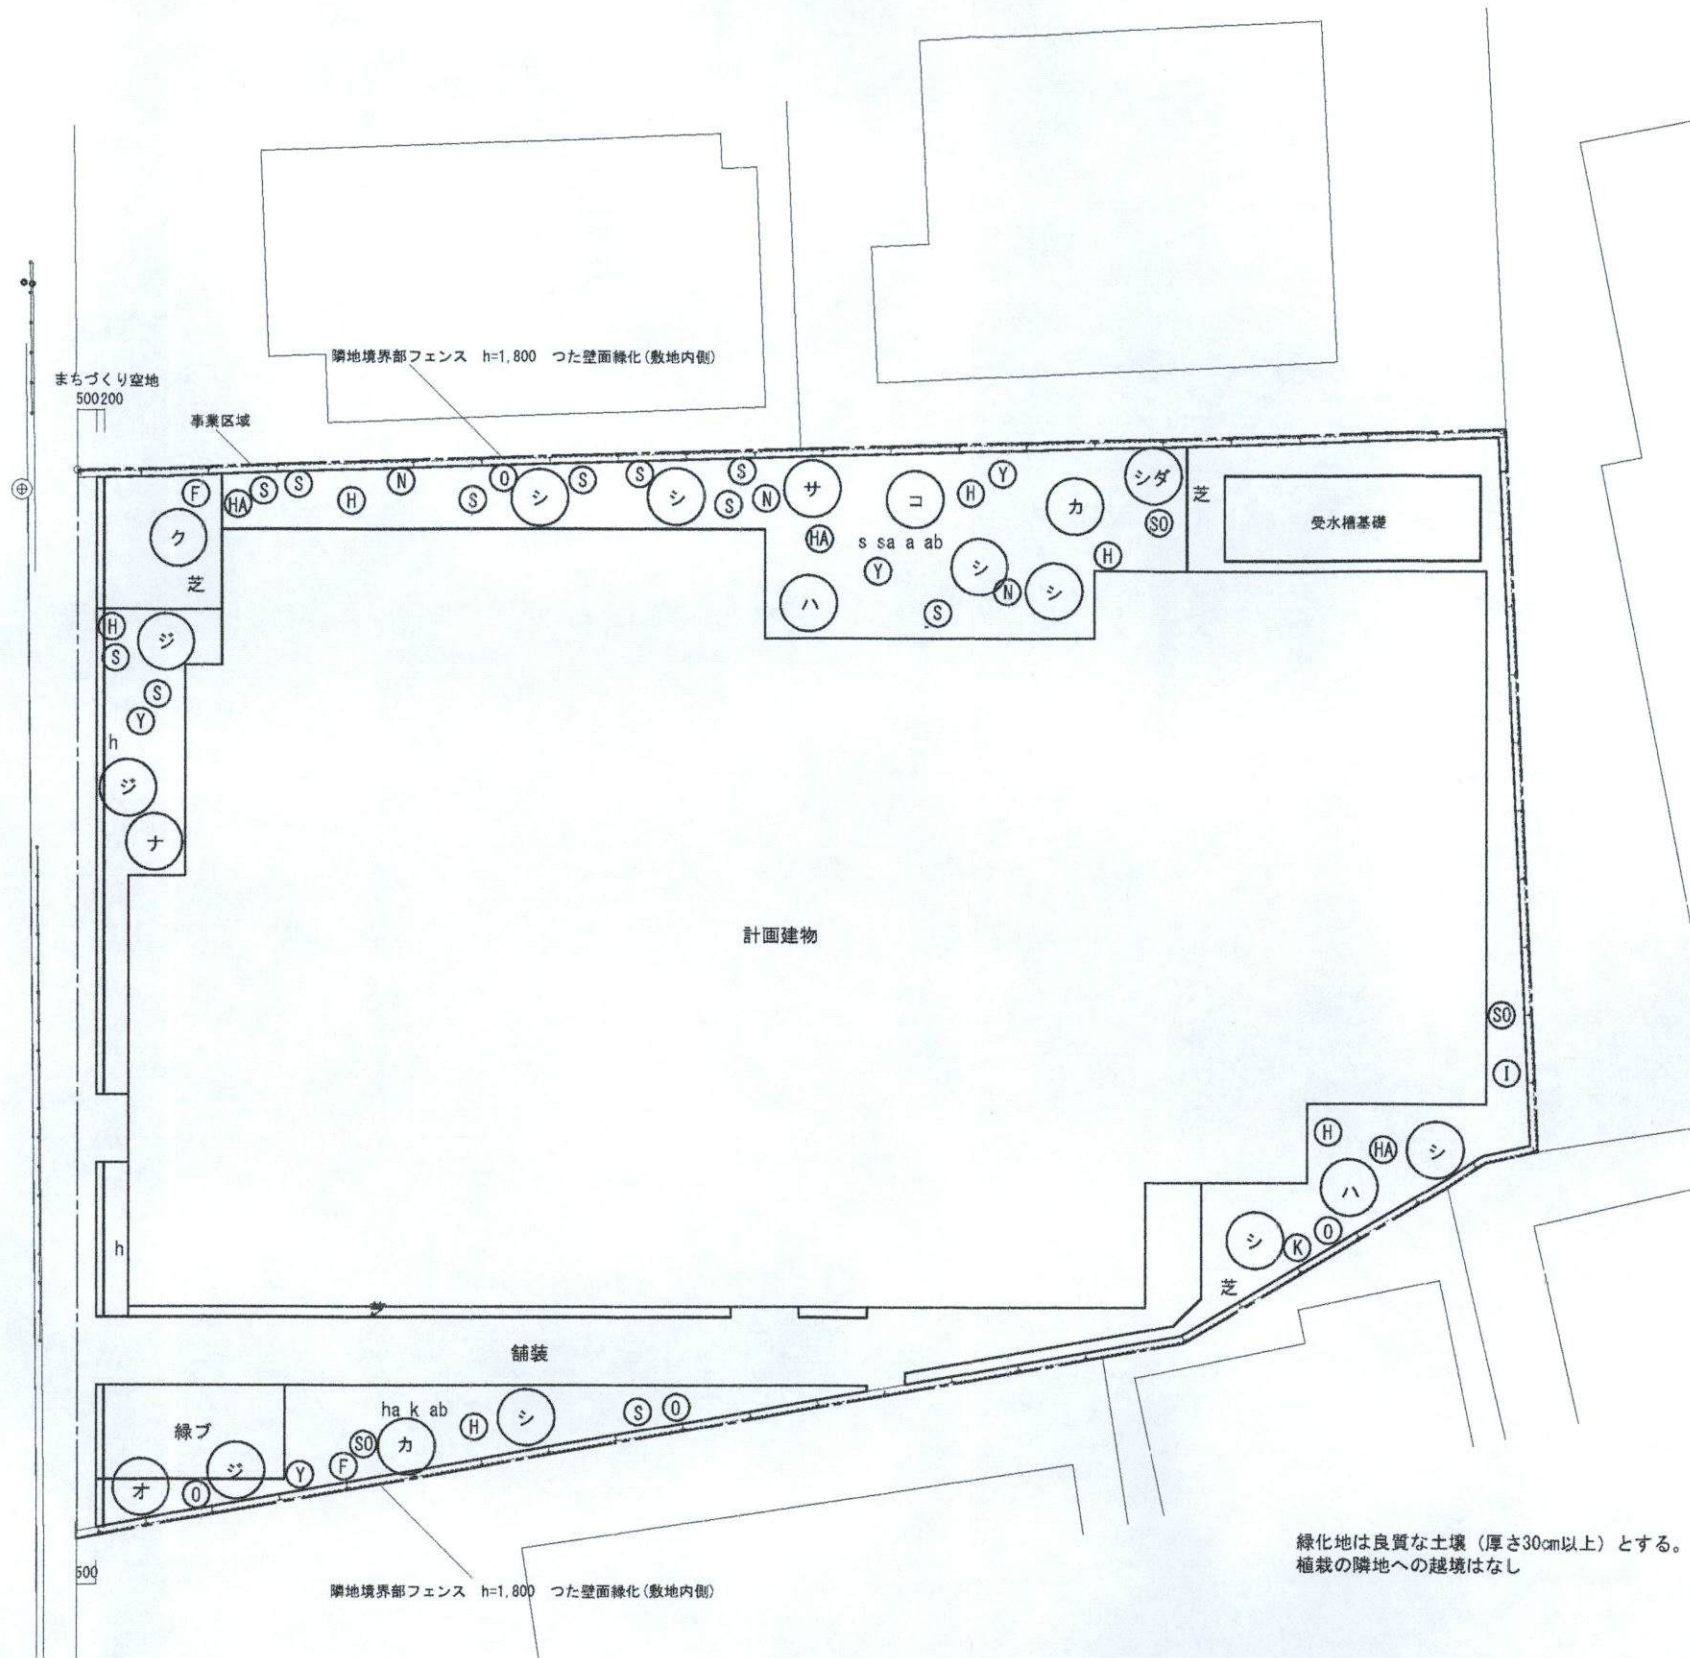 隣地境界部フェンス h=1,800 つた壁面緑化(敷地内側)
まちづくり空地
500200
事業区域
F
HA
S
S
H
N
S
O
シ
S
S
シ
S
S
N
サ
コ
H
Y
カ
シダ
SO
芝
受水槽基礎
ク
芝
HA
s sa a ab
Y
シ
N
シ
H
ハ
S
H
S
ジ
S
Y
h
ジ
ナ
計画建物
SO
I
H
HA
シ
ハ
シ
K
O
芝
h
芝
舗装
緑プ
ha k ab
オ
O
ジ
Y
F
SO
カ
H
シ
S
O
500
隣地境界部フェンス h=1,800 つた壁面緑化(敷地内側)
緑化地は良質な土壌(厚さ30cm以上)とする。
植栽の隣地への越境はなし